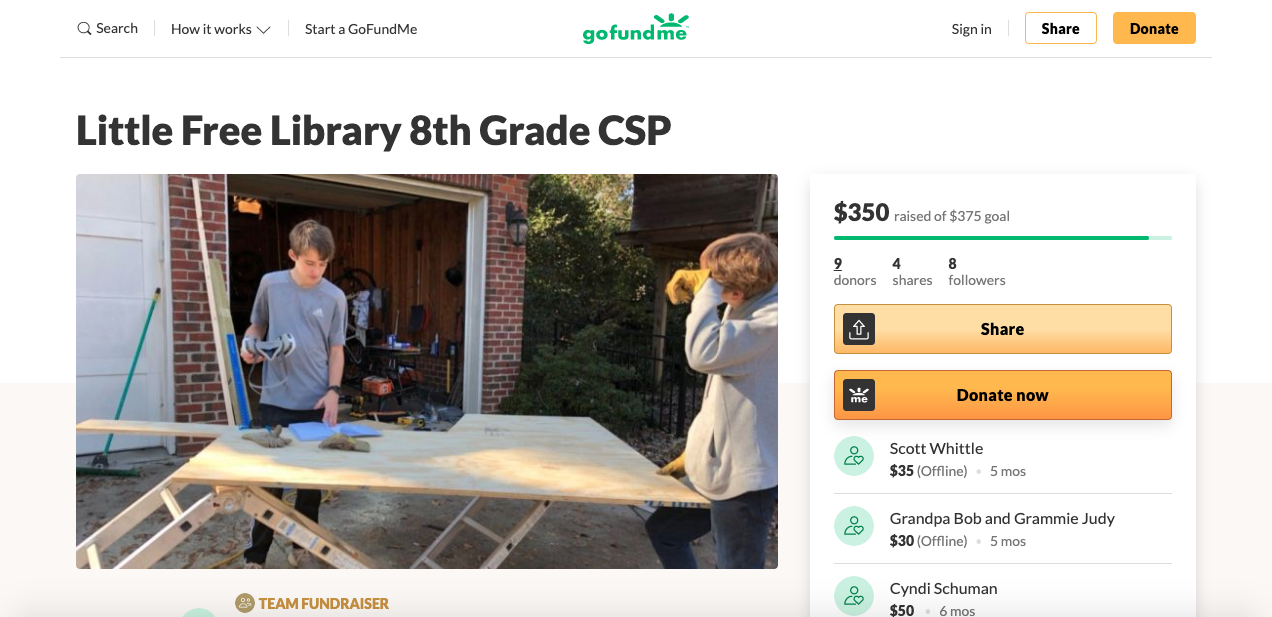 Search
How it works
Start a GoFundMe
gofundme
Sign in
Share
Donate
Little Free Library 8th Grade CSP
$350 raised of $375 goal
9 donors
4 shares
8 followers
Share
me
Donate now
Scott Whittle
$35 (Offline) • 5 mos
Grandpa Bob and Grammie Judy
$30 (Offline) • 5 mos
Cyndi Schuman
$50 • 6 mos
TEAM FUNDRAISER